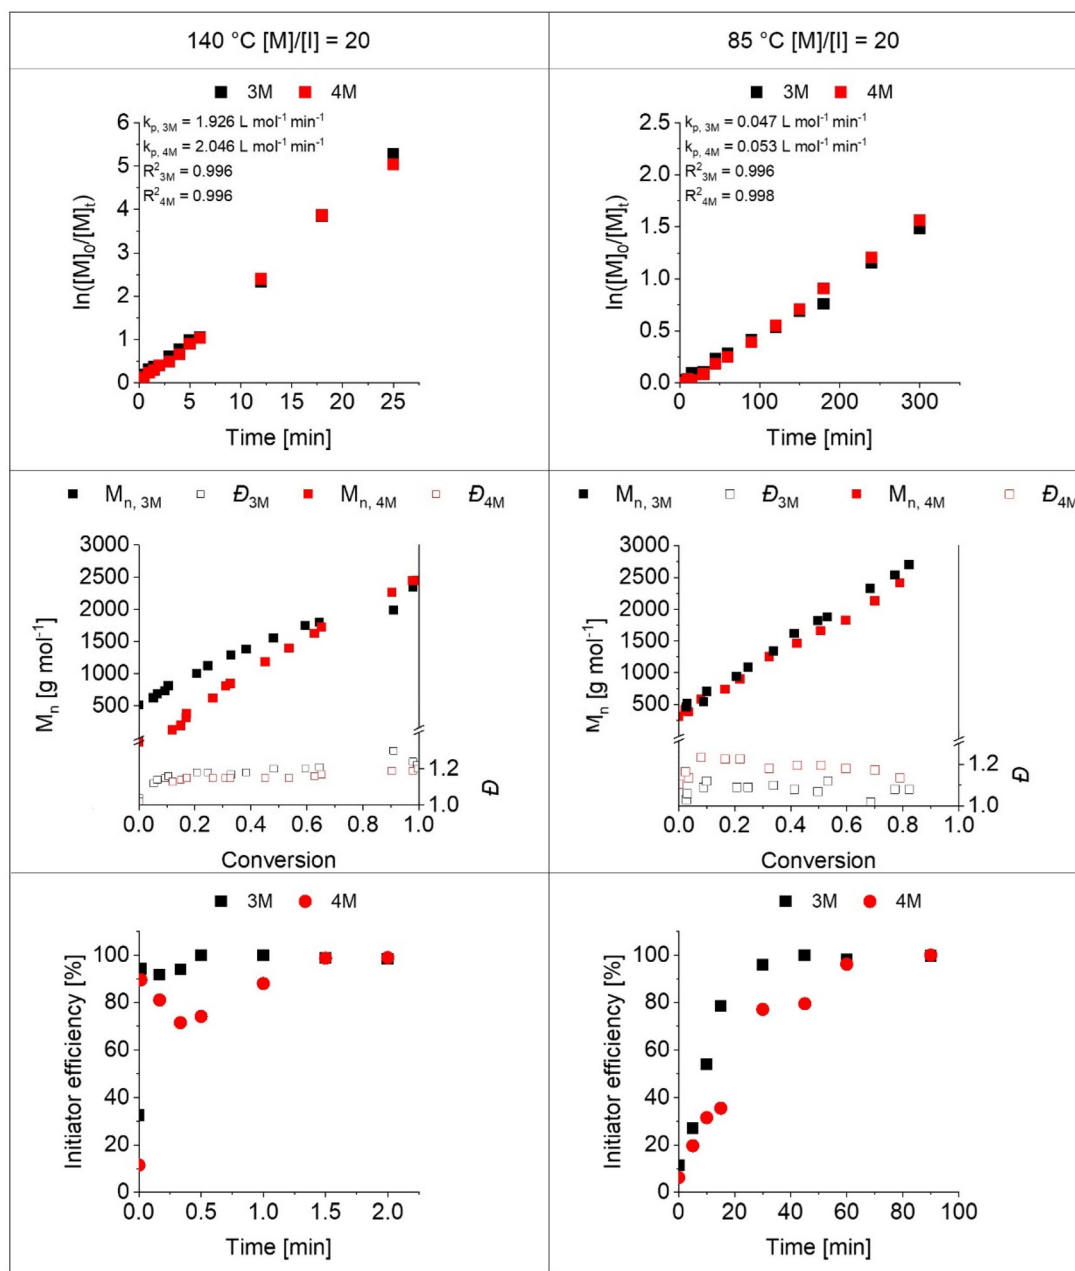 140 °C [M]/[I] = 20
85 °C [M]/[I] = 20
3M 4M
k_p, 3M = 1.926 L mol⁻¹ min⁻¹
k_p, 4M = 2.046 L mol⁻¹ min⁻¹
R²_3M = 0.996
R²_4M = 0.996
6
5
4
3
2
1
0
ln([M]₀/[M]ₜ)
0 5 10 15 20 25
Time [min]
3M 4M
k_p, 3M = 0.047 L mol⁻¹ min⁻¹
k_p, 4M = 0.053 L mol⁻¹ min⁻¹
R²_3M = 0.996
R²_4M = 0.998
2.5
2.0
1.5
1.0
0.5
0.0
ln([M]₀/[M]ₜ)
0 100 200 300
Time [min]
M_n, 3M Đ_3M M_n, 4M Đ_4M
3000
2500
2000
1500
1000
500
Mₙ [g mol⁻¹]
1.2
1.0
Đ
0.0 0.2 0.4 0.6 0.8 1.0
Conversion
M_n, 3M Đ_3M M_n, 4M Đ_4M
3000
2500
2000
1500
1000
500
Mₙ [g mol⁻¹]
1.2
1.0
Đ
0.0 0.2 0.4 0.6 0.8 1.0
Conversion
3M 4M
100
80
60
40
20
0
Initiator efficiency [%]
0.0 0.5 1.0 1.5 2.0
Time [min]
3M 4M
100
80
60
40
20
0
Initiator efficiency [%]
0 20 40 60 80 100
Time [min]